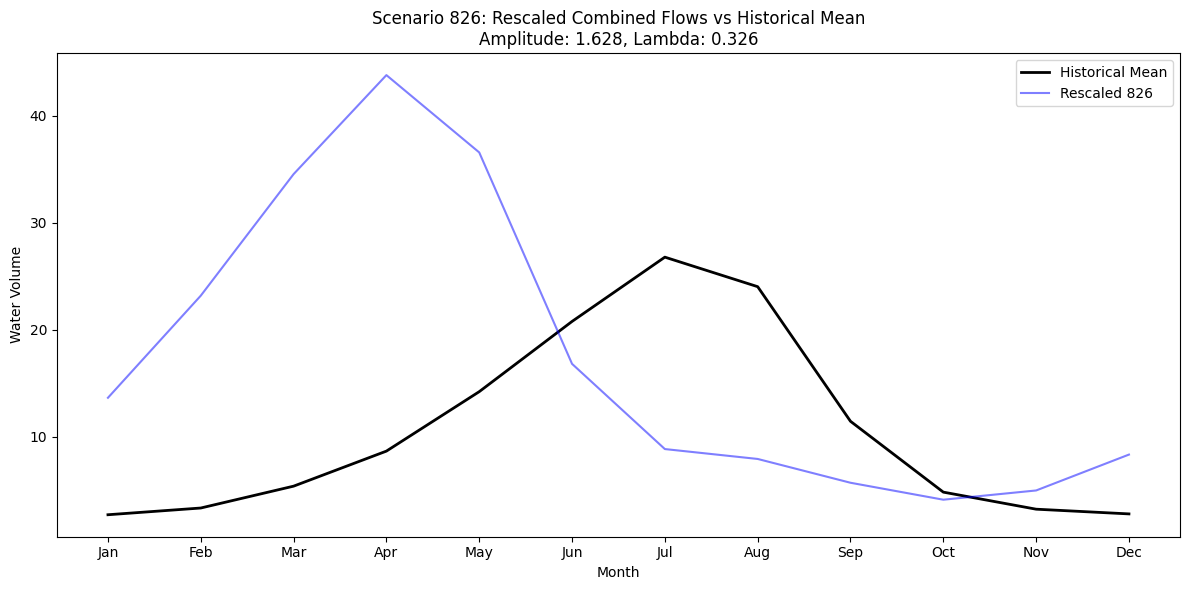 Scenario 826: Rescaled Combined Flows vs Historical Mean
Amplitude: 1.628, Lambda: 0.326
Historical Mean
Rescaled 826
Water Volume
40
30
20
10
Jan Feb Mar Apr May Jun Jul Aug Sep Oct Nov Dec
Month